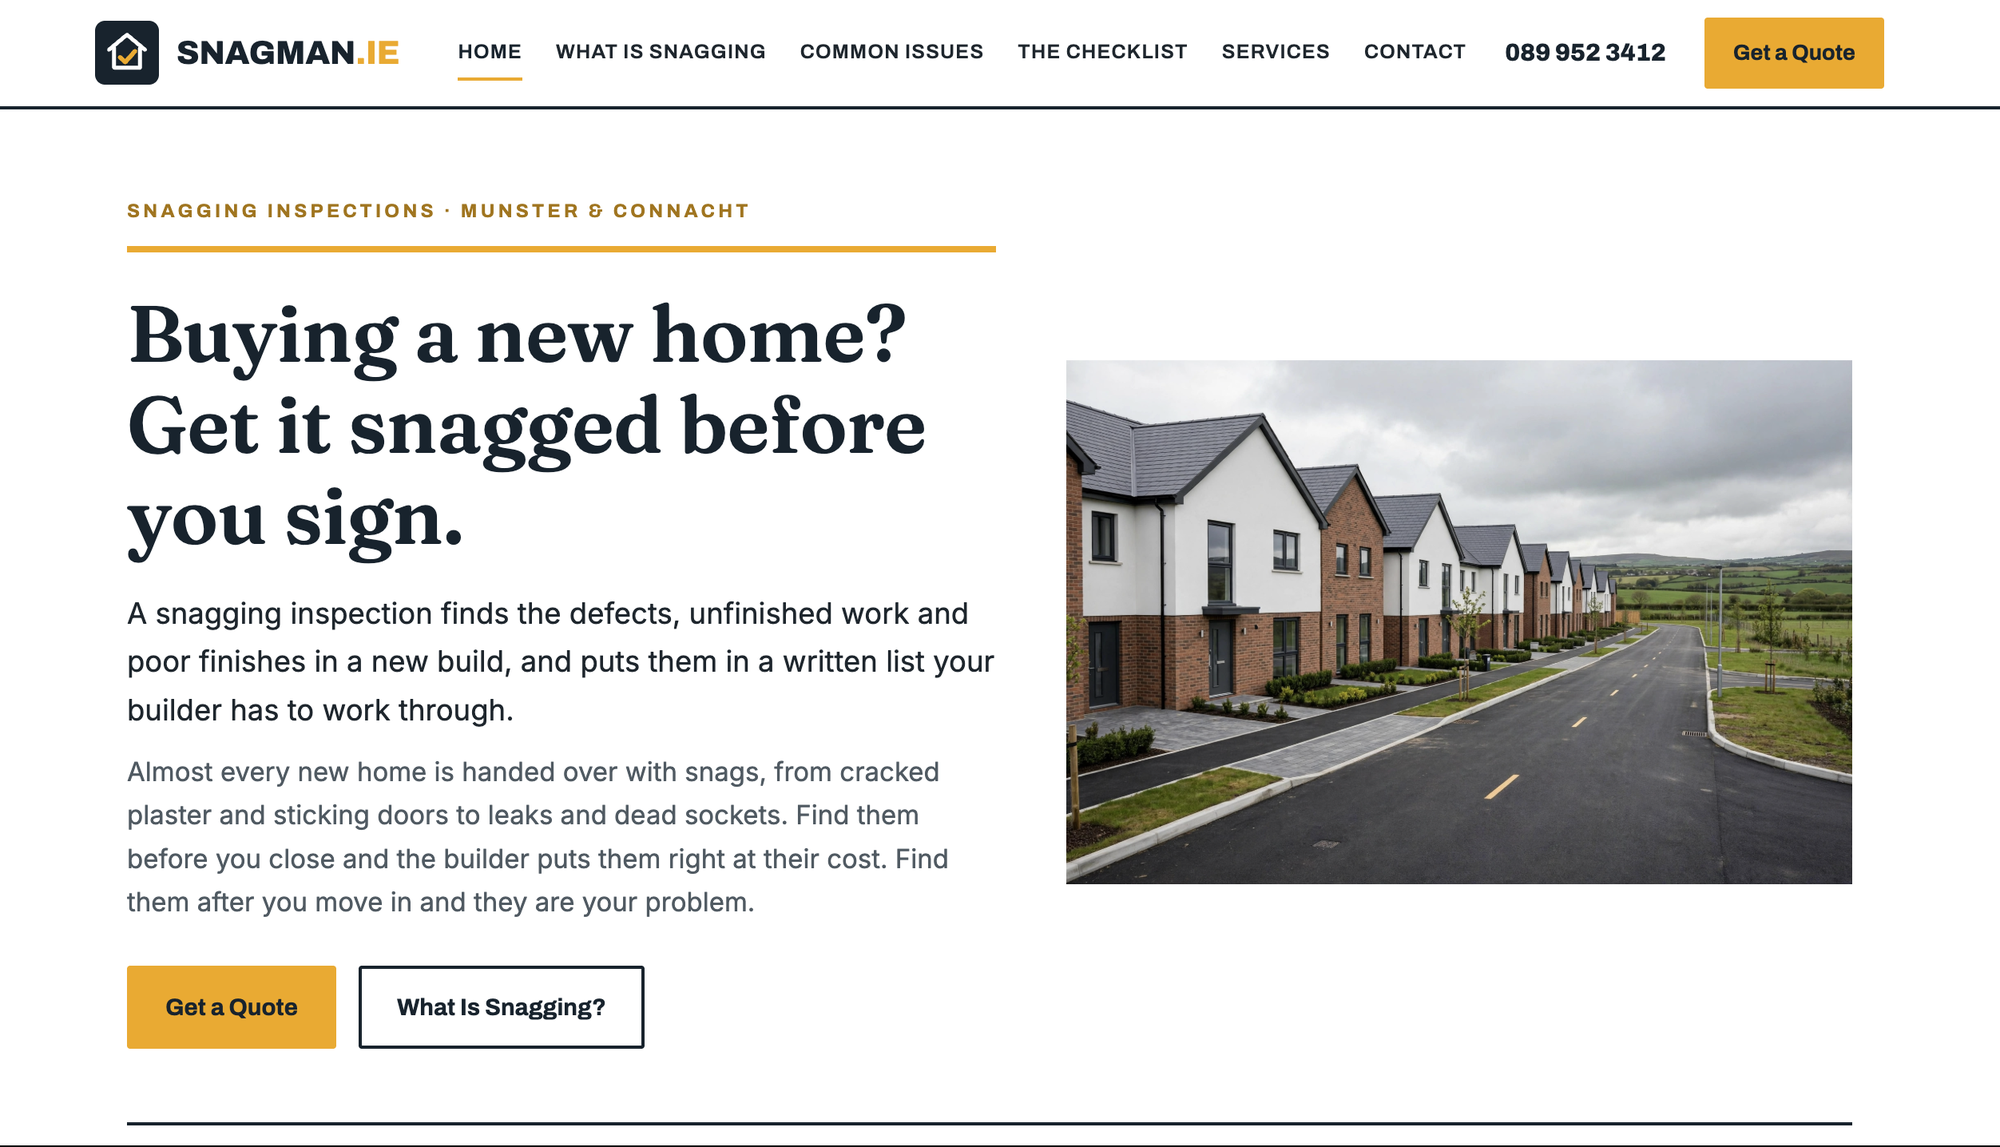 SNAGMAN.IE
HOME
WHAT IS SNAGGING
COMMON ISSUES
THE CHECKLIST
SERVICES
CONTACT
089 952 3412
Get a Quote
SNAGGING INSPECTIONS · MUNSTER & CONNACHT
Buying a new home?
Get it snagged before
you sign.
A snagging inspection finds the defects, unfinished work and
poor finishes in a new build, and puts them in a written list your
builder has to work through.
Almost every new home is handed over with snags, from cracked
plaster and sticking doors to leaks and dead sockets. Find them
before you close and the builder puts them right at their cost. Find
them after you move in and they are your problem.
Get a Quote
What Is Snagging?